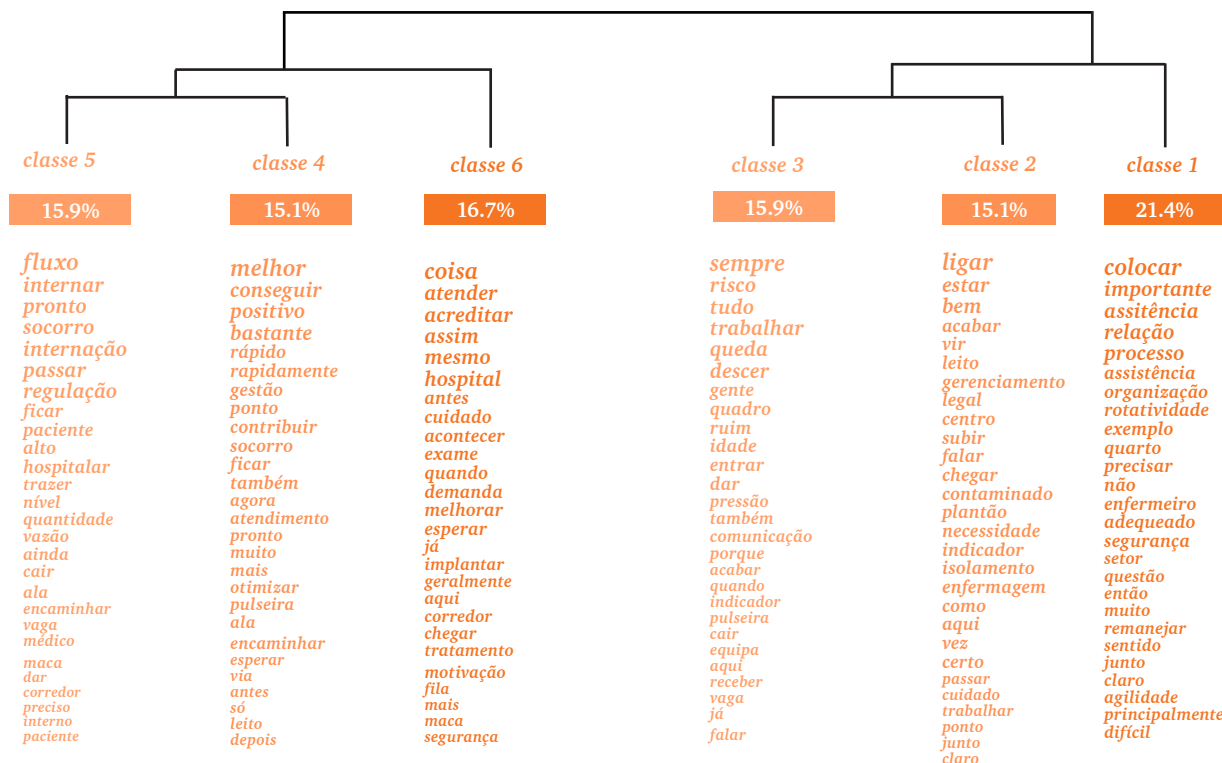 classe 5
15.9%
fluxo
internar
pronto
socorro
internação
passar
regulação
ficar
paciente
alto
hospitalar
trazer
nível
quantidade
vazão
ainda
cair
ala
encaminhar
vaga
médico
maca
dar
corredor
preciso
interno
paciente
classe 4
15.1%
melhor
conseguir
positivo
bastante
rápido
rapidamente
gestão
ponto
contribuir
socorro
ficar
também
agora
atendimento
pronto
muito
mais
otimizar
pulseira
ala
encaminhar
esperar
via
antes
só
leito
depois
classe 6
16.7%
coisa
atender
acreditar
assim
mesmo
hospital
antes
cuidado
acontecer
exame
quando
demanda
melhorar
esperar
já
implantar
geralmente
aqui
corredor
chegar
tratamento
motivação
fila
mais
maca
segurança
classe 3
15.9%
sempre
risco
tudo
trabalhar
queda
descer
gente
quadro
ruim
idade
entrar
dar
pressão
também
comunicação
porque
acabar
quando
indicador
pulseira
cair
equipa
aqui
receber
vaga
já
falar
classe 2
15.1%
ligar
estar
bem
acabar
vir
leito
gerenciamento
legal
centro
subir
falar
chegar
contaminado
plantão
necessidade
indicador
isolamento
enfermagem
como
aqui
vez
certo
passar
cuidado
trabalhar
ponto
junto
claro
classe 1
21.4%
colocar
importante
assitência
relação
processo
assistência
organização
rotatividade
exemplo
quarto
precisar
não
enfermeiro
adequeado
segurança
setor
questão
então
muito
remanejar
sentido
junto
claro
agilidade
principalmente
difícil